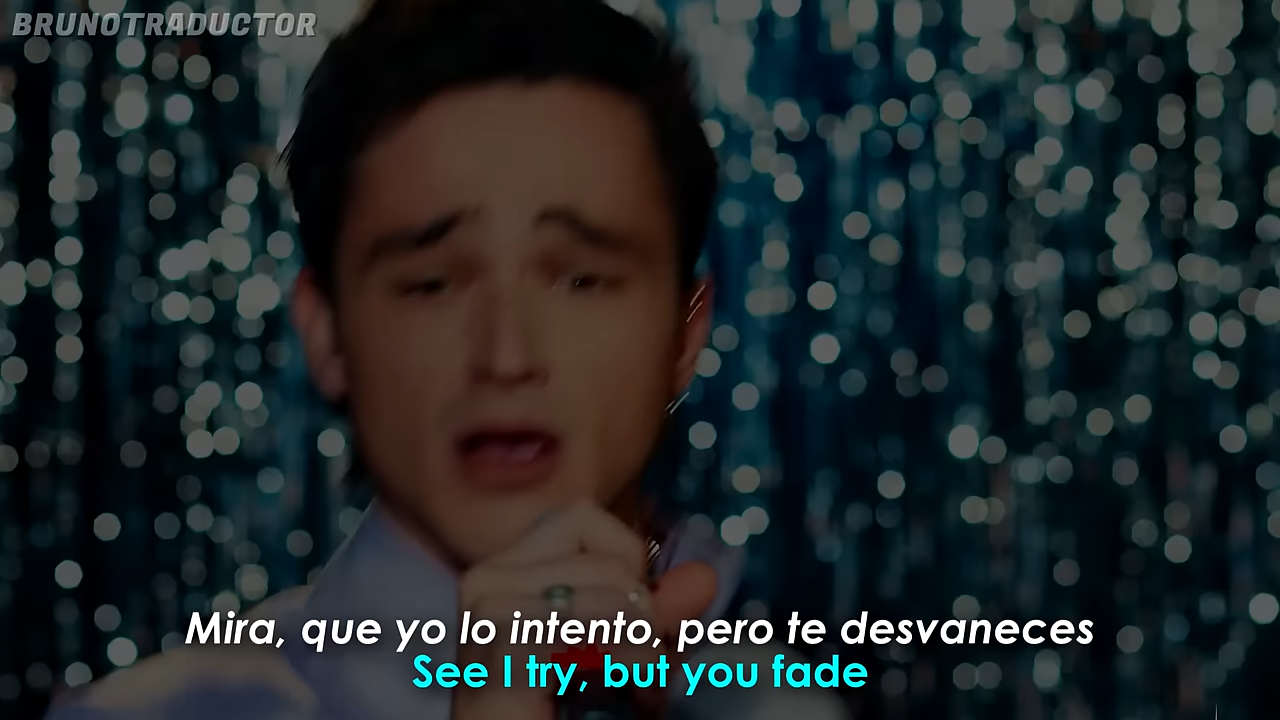 BRUNOTRADUCTOR
Mira, que yo lo intento, pero te desvaneces
See I try, but you fade